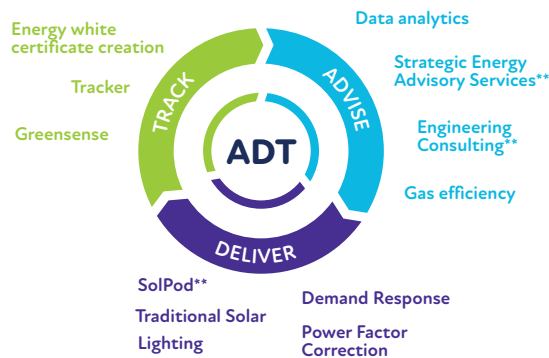 Energy white
certificate creation
Tracker
Greensense
TRACK
ADVISE
DELIVER
ADT
Data analytics
Strategic Energy
Advisory Services**
Engineering
Consulting**
Gas efficiency
SolPod**
Traditional Solar
Lighting
Demand Response
Power Factor
Correction